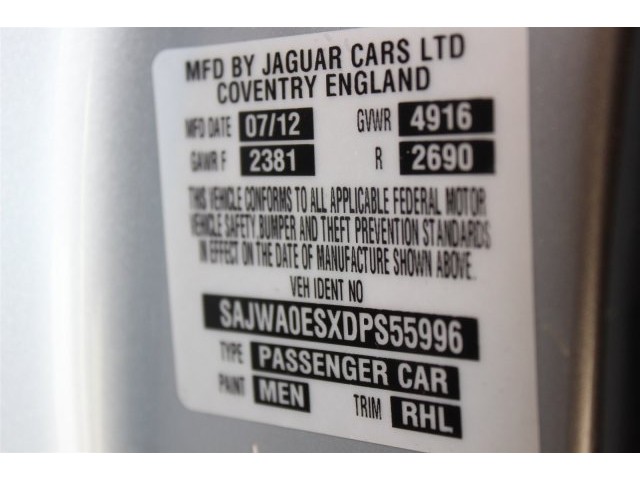 MFD BY JAGUAR CARS LTD
COVENTRY ENGLAND
MFD DATE 07/12 GVWR 4916
GAWR F 2381 R 2690
THIS VEHICLE CONFORMS TO ALL APPLICABLE FEDERAL MOTOR
VEHICLE SAFETY, BUMPER AND THEFT PREVENTION STANDARDS
IN EFFECT ON THE DATE OF MANUFACTURE SHOWN ABOVE.
VEH IDENT NO
SAJWA0ESXDPS55996
TYPE PASSENGER CAR
PAINT MEN TRIM RHL